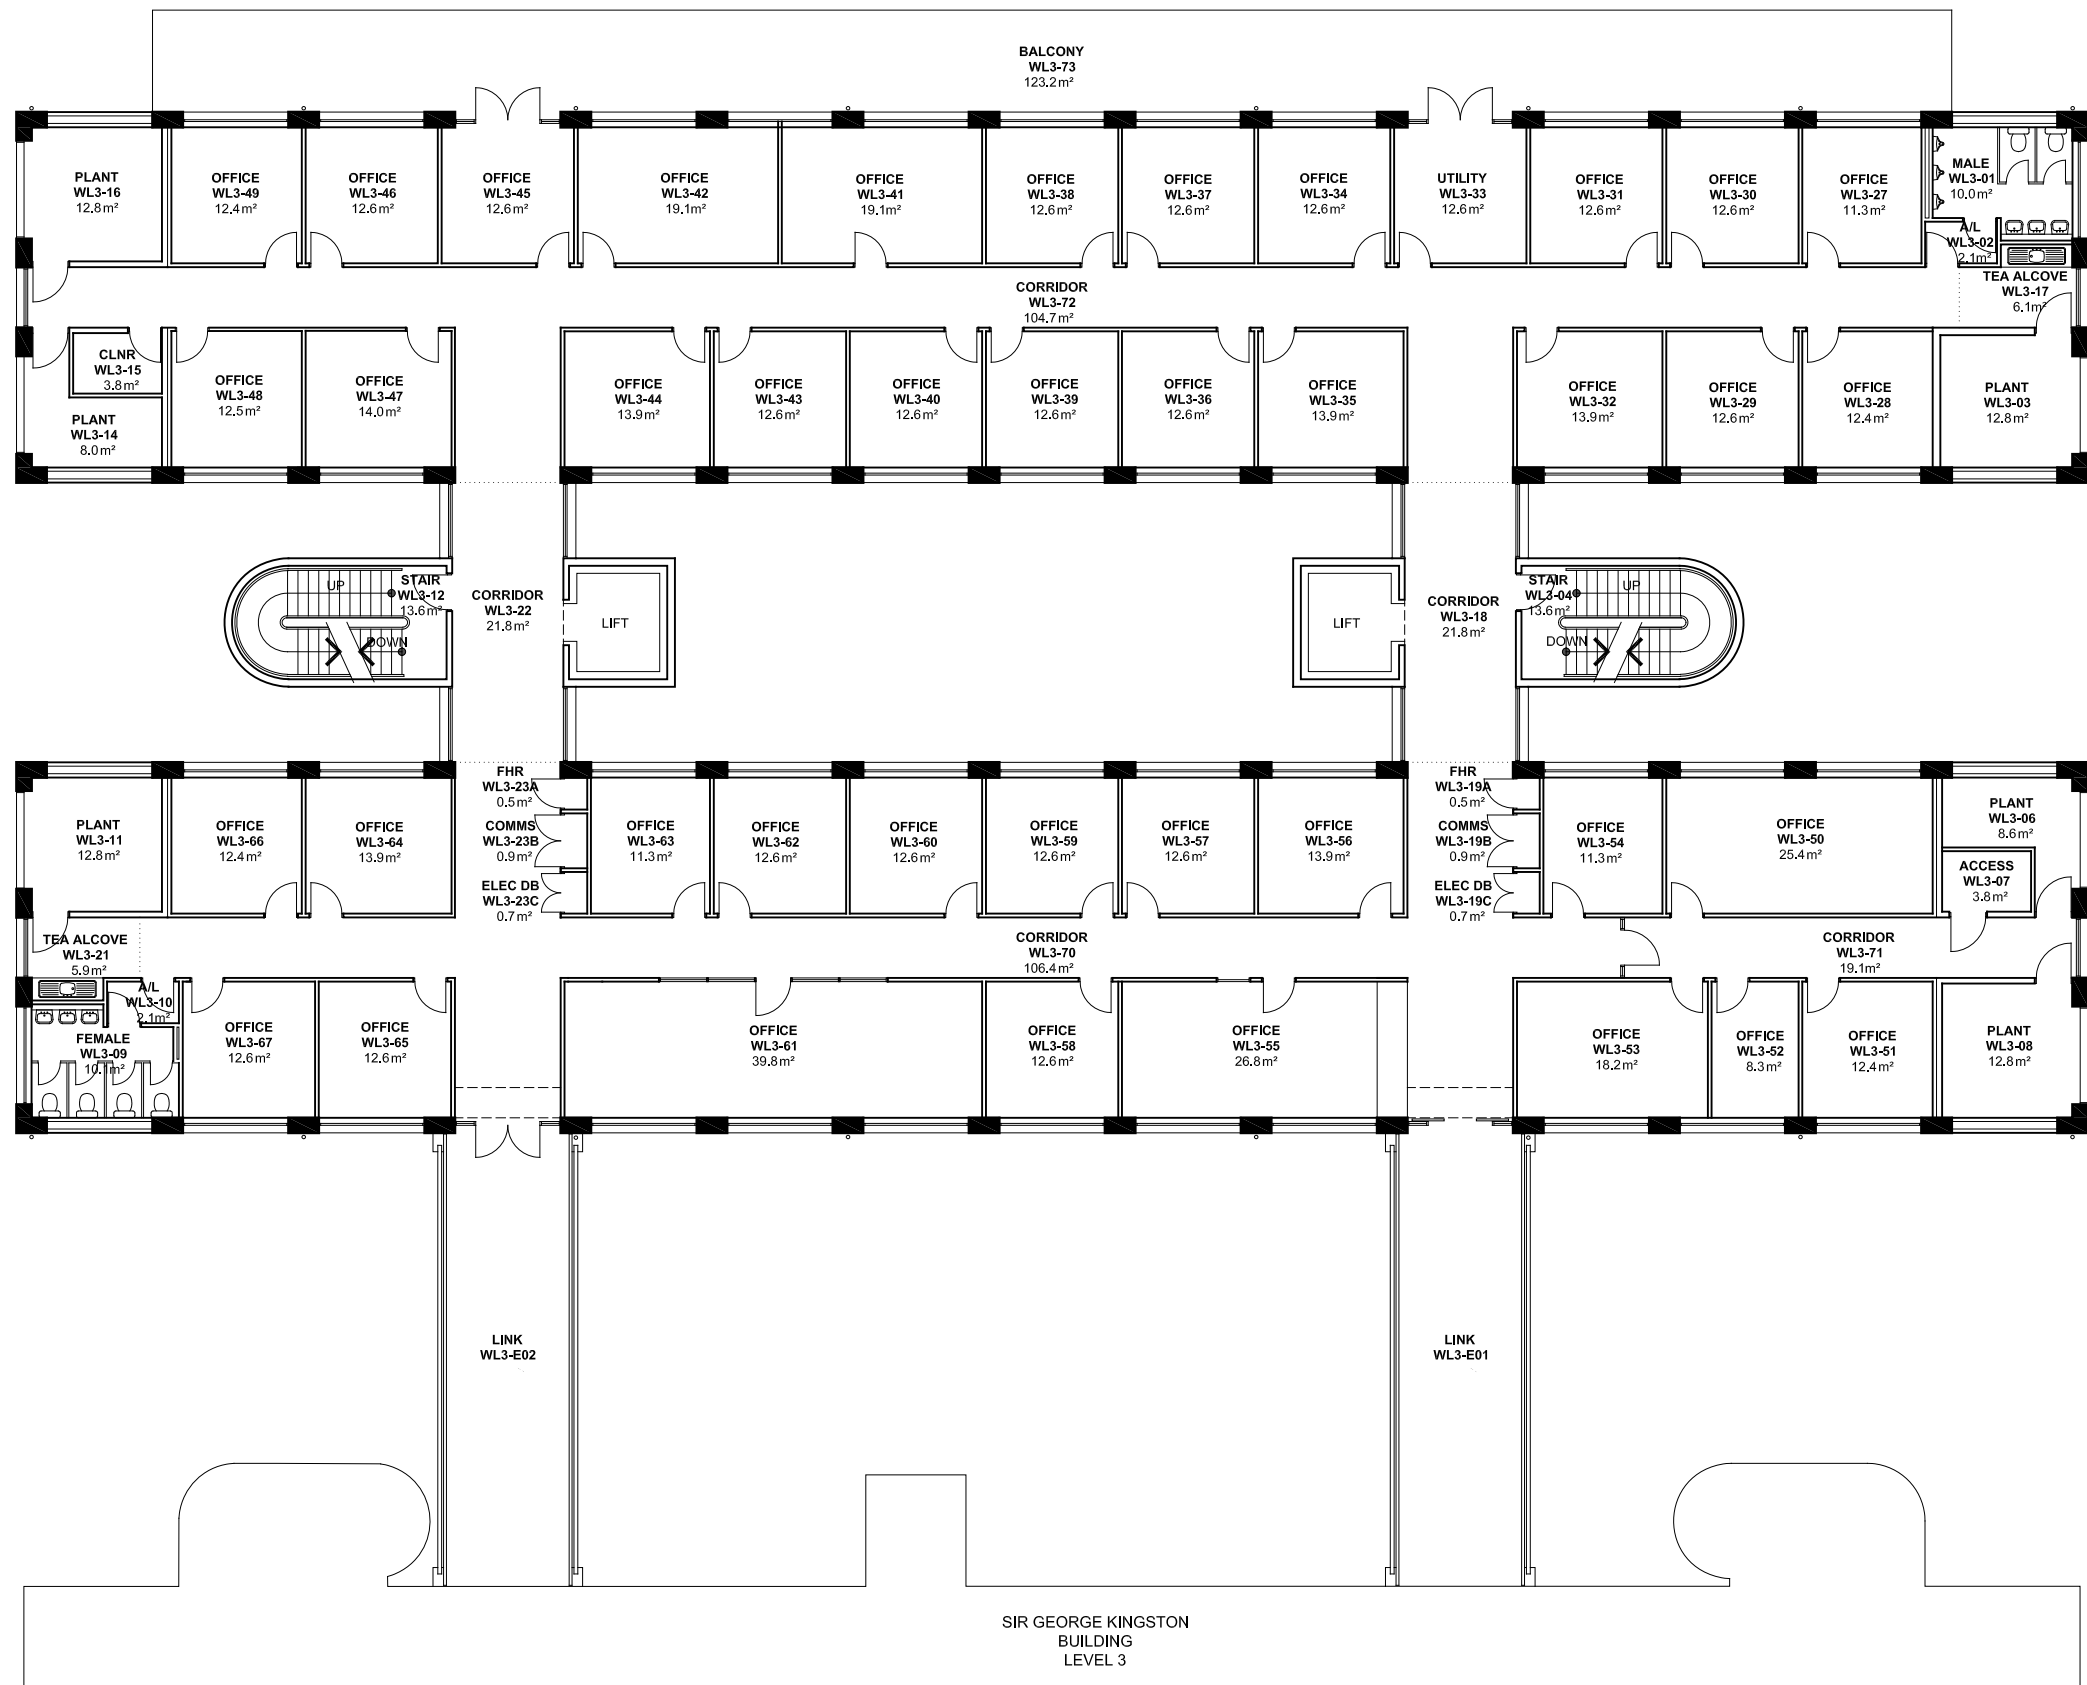 BALCONY
WL3-73
123.2m²
PLANT
WL3-16
12.8m²
OFFICE
WL3-49
12.4m²
OFFICE
WL3-46
12.6m²
OFFICE
WL3-45
12.6m²
OFFICE
WL3-42
19.1m²
OFFICE
WL3-41
19.1m²
OFFICE
WL3-38
12.6m²
OFFICE
WL3-37
12.6m²
OFFICE
WL3-34
12.6m²
UTILITY
WL3-33
12.6m²
OFFICE
WL3-31
12.6m²
OFFICE
WL3-30
12.6m²
OFFICE
WL3-27
11.3m²
MALE
WL3-01
10.0m²
A/L
WL3-02
2.1m²
TEA ALCOVE
WL3-17
6.1m²
CORRIDOR
WL3-72
104.7m²
CLNR
WL3-15
3.8m²
PLANT
WL3-14
8.0m²
OFFICE
WL3-48
12.5m²
OFFICE
WL3-47
14.0m²
OFFICE
WL3-44
13.9m²
OFFICE
WL3-43
12.6m²
OFFICE
WL3-40
12.6m²
OFFICE
WL3-39
12.6m²
OFFICE
WL3-36
12.6m²
OFFICE
WL3-35
13.9m²
OFFICE
WL3-32
13.9m²
OFFICE
WL3-29
12.6m²
OFFICE
WL3-28
12.4m²
PLANT
WL3-03
12.8m²
UP
STAIR
WL3-12
13.6m²
DOWN
CORRIDOR
WL3-22
21.8m²
LIFT
LIFT
CORRIDOR
WL3-18
21.8m²
STAIR
WL3-04
13.6m²
UP
DOWN
PLANT
WL3-11
12.8m²
OFFICE
WL3-66
12.4m²
OFFICE
WL3-64
13.9m²
FHR
WL3-23A
0.5m²
COMMS
WL3-23B
0.9m²
ELEC DB
WL3-23C
0.7m²
OFFICE
WL3-63
11.3m²
OFFICE
WL3-62
12.6m²
OFFICE
WL3-60
12.6m²
OFFICE
WL3-59
12.6m²
OFFICE
WL3-57
12.6m²
OFFICE
WL3-56
13.9m²
FHR
WL3-19A
0.5m²
COMMS
WL3-19B
0.9m²
ELEC DB
WL3-19C
0.7m²
OFFICE
WL3-54
11.3m²
OFFICE
WL3-50
25.4m²
PLANT
WL3-06
8.6m²
ACCESS
WL3-07
3.8m²
TEA ALCOVE
WL3-21
5.9m²
CORRIDOR
WL3-70
106.4m²
CORRIDOR
WL3-71
19.1m²
A/L
WL3-10
2.1m²
FEMALE
WL3-09
10.1m²
OFFICE
WL3-67
12.6m²
OFFICE
WL3-65
12.6m²
OFFICE
WL3-61
39.8m²
OFFICE
WL3-58
12.6m²
OFFICE
WL3-55
26.8m²
OFFICE
WL3-53
18.2m²
OFFICE
WL3-52
8.3m²
OFFICE
WL3-51
12.4m²
PLANT
WL3-08
12.8m²
LINK
WL3-E02
LINK
WL3-E01
SIR GEORGE KINGSTON
BUILDING
LEVEL 3